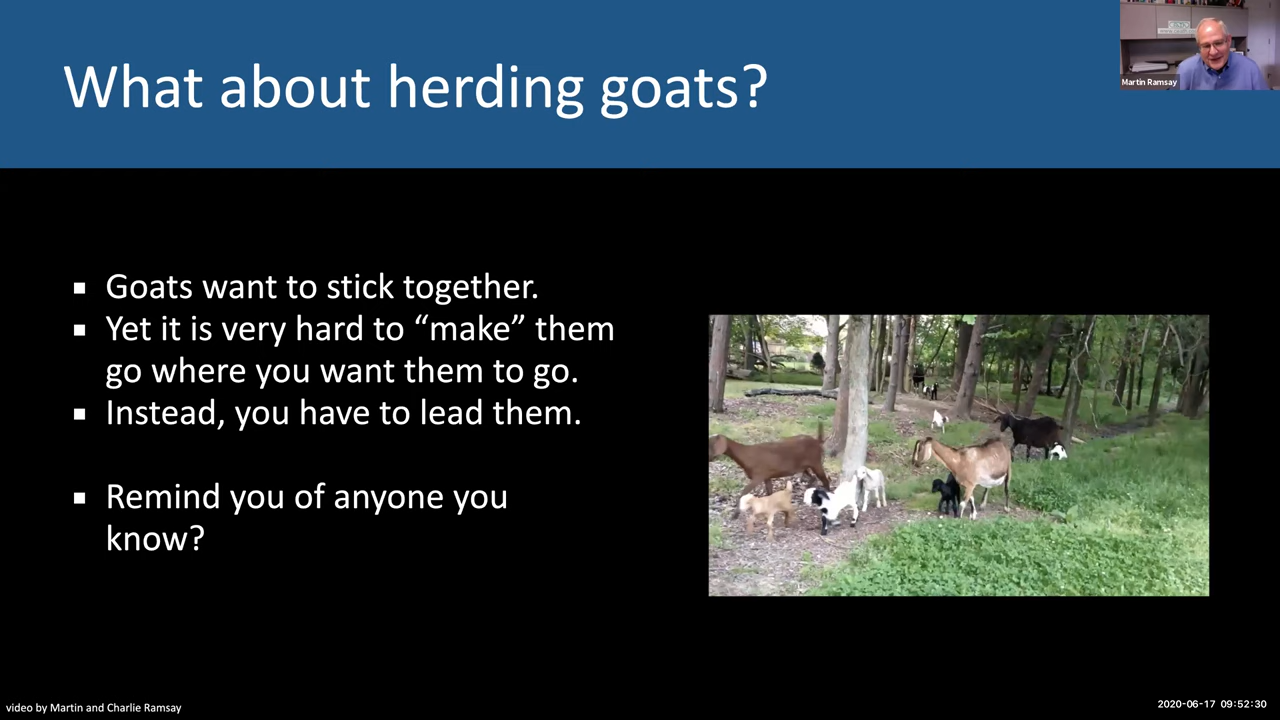 What about herding goats?
Martin Ramsay
▪ Goats want to stick together.
▪ Yet it is very hard to “make” them
go where you want them to go.
▪ Instead, you have to lead them.
▪ Remind you of anyone you
know?
video by Martin and Charlie Ramsay
2020-06-17 09:52:30